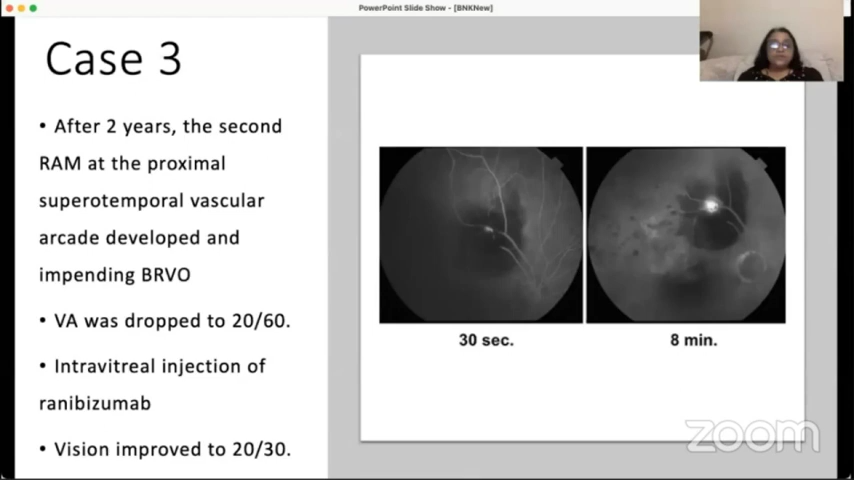 PowerPoint Slide Show - [BNKNew]
Case 3
• After 2 years, the second
RAM at the proximal
superotemporal vascular
arcade developed and
impending BRVO
• VA was dropped to 20/60.
• Intravitreal injection of
ranibizumab
• Vision improved to 20/30.
30 sec.
8 min.
zoom